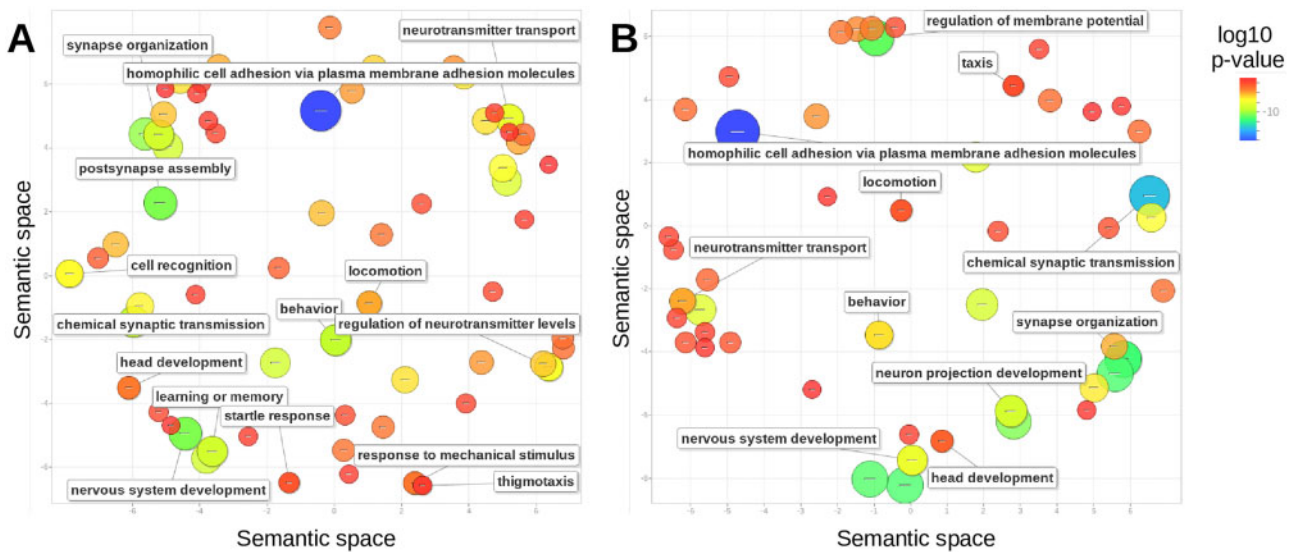 A
synapse organization
neurotransmitter transport
homophilic cell adhesion via plasma membrane adhesion molecules
postsynapse assembly
cell recognition
locomotion
behavior
chemical synaptic transmission
regulation of neurotransmitter levels
head development
learning or memory
startle response
response to mechanical stimulus
nervous system development
thigmotaxis
Semantic space
Semantic space
B
regulation of membrane potential
taxis
homophilic cell adhesion via plasma membrane adhesion molecules
locomotion
neurotransmitter transport
chemical synaptic transmission
behavior
synapse organization
neuron projection development
nervous system development
head development
Semantic space
Semantic space
log10
p-value
-10